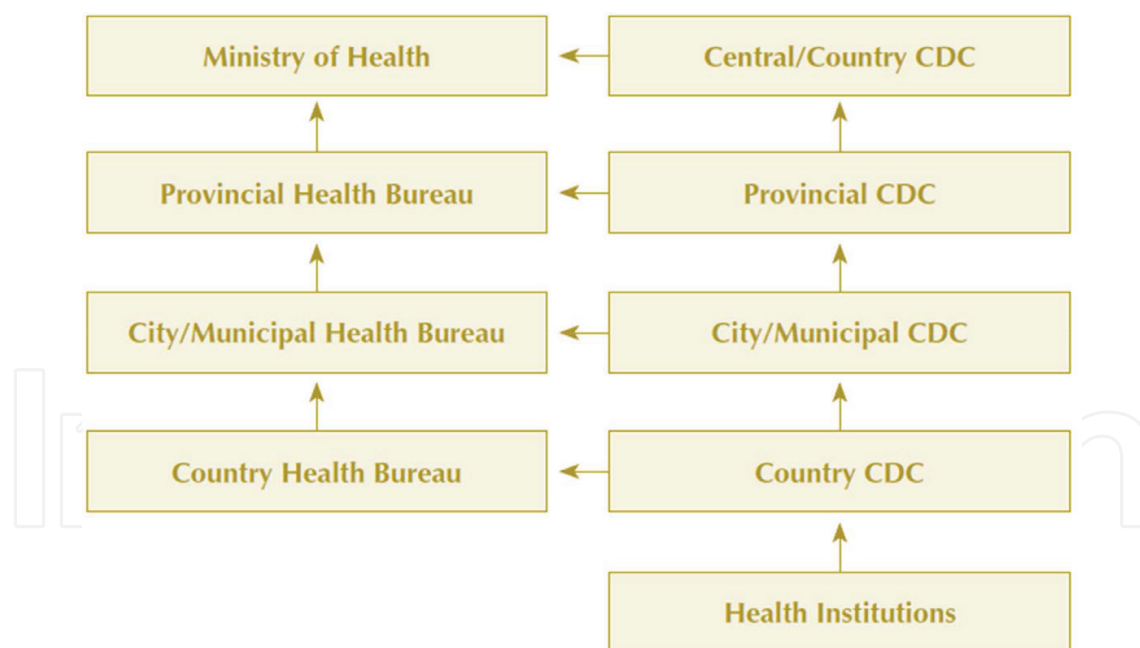 Ministry of Health
Central/Country CDC
Provincial Health Bureau
Provincial CDC
City/Municipal Health Bureau
City/Municipal CDC
Country Health Bureau
Country CDC
Health Institutions